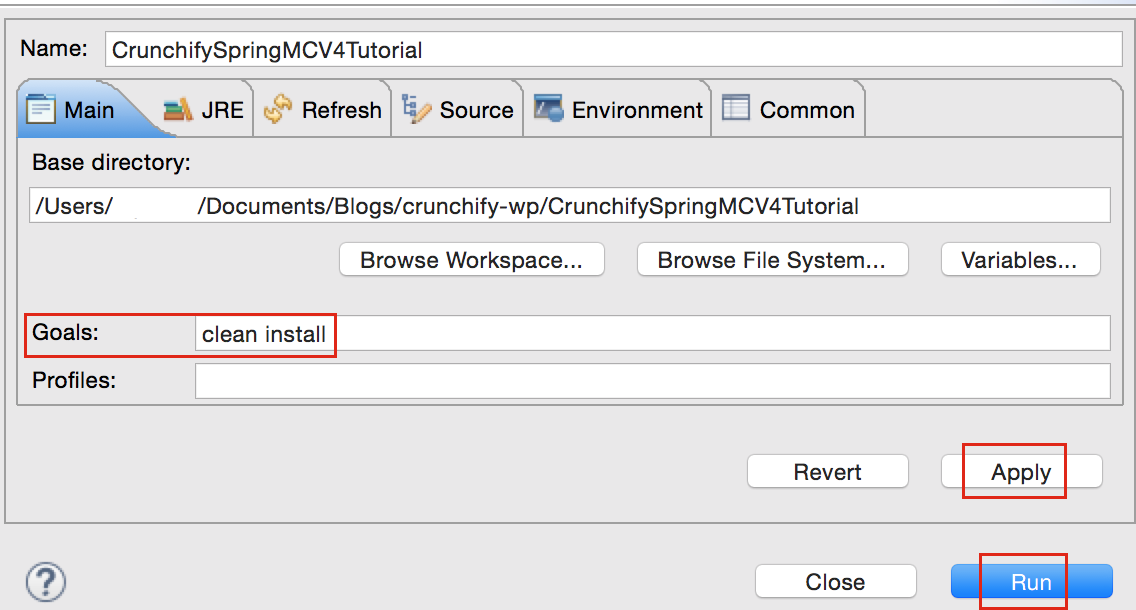 Name: CrunchifySpringMCV4Tutorial
Main JRE Refresh Source Environment Common
Base directory:
/Users/ /Documents/Blogs/crunchify-wp/CrunchifySpringMCV4Tutorial
Browse Workspace... Browse File System... Variables...
Goals: clean install
Profiles:
Revert Apply
? Close Run